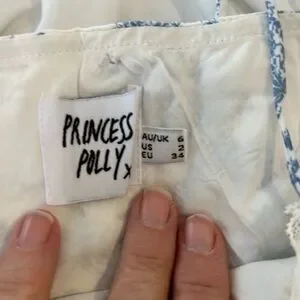 PRINCESS
POLLY x
AU/UK 6
US 2
EU 34